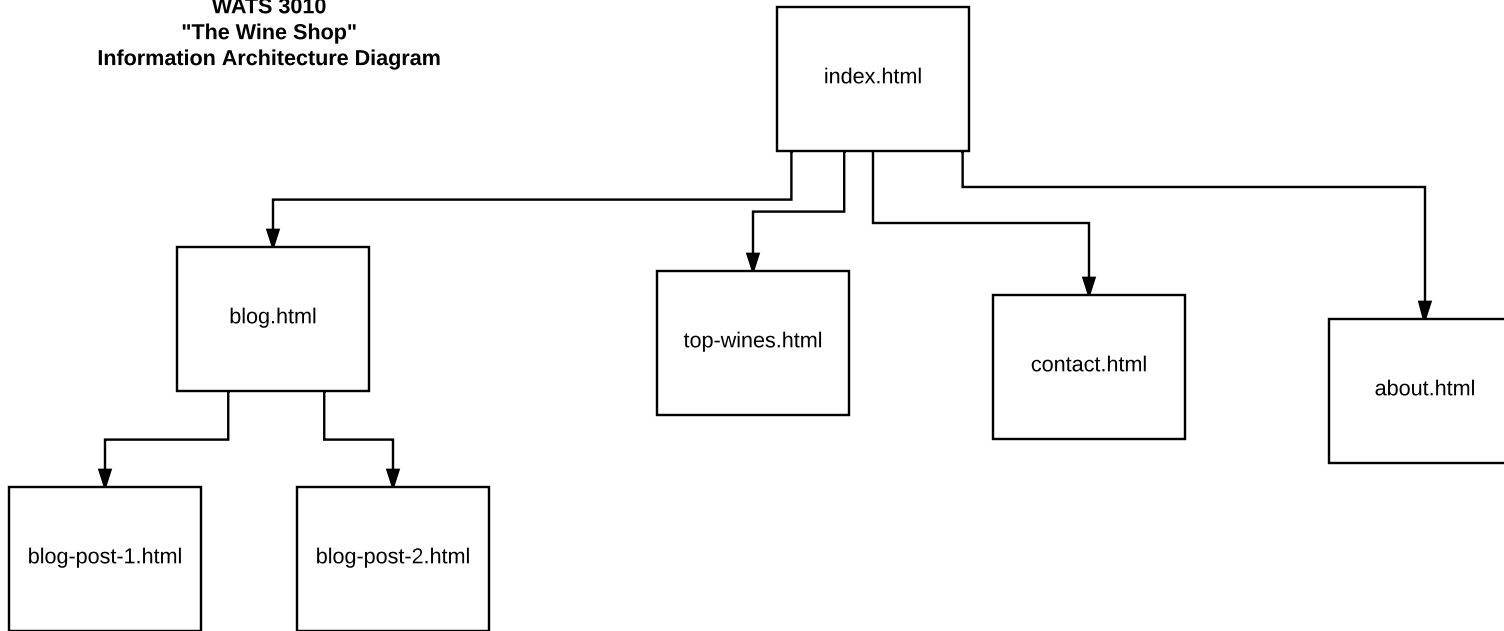 WATS 3010
"The Wine Shop"
Information Architecture Diagram
index.html
blog.html
top-wines.html
contact.html
about.html
blog-post-1.html
blog-post-2.html